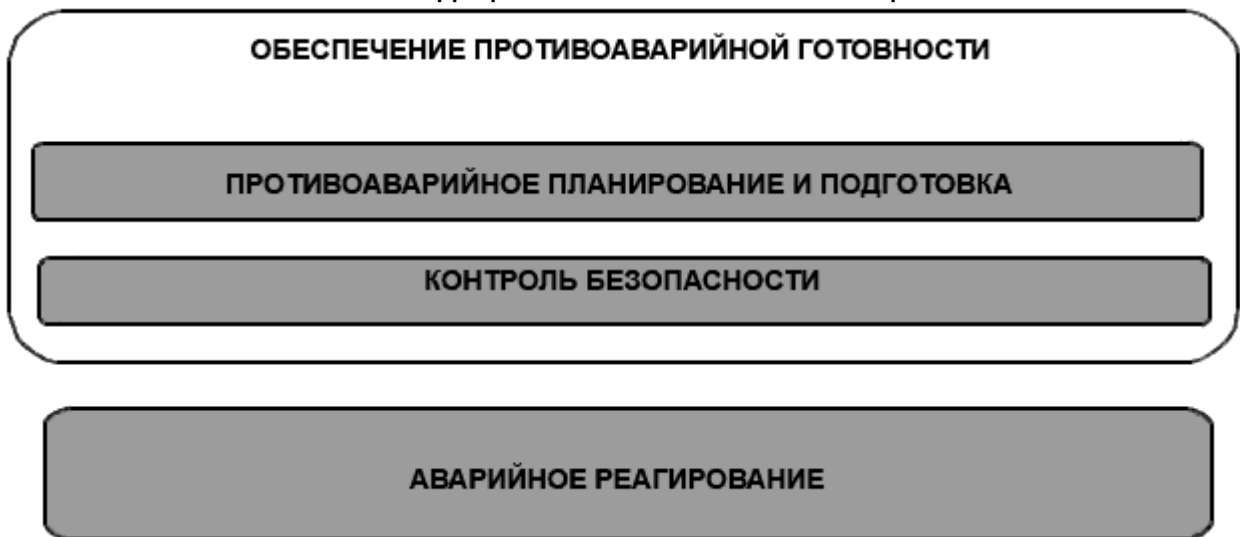 ОБЕСПЕЧЕНИЕ ПРОТИВОАВАРИЙНОЙ ГОТОВНОСТИ
ПРОТИВОАВАРИЙНОЕ ПЛАНИРОВАНИЕ И ПОДГОТОВКА
КОНТРОЛЬ БЕЗОПАСНОСТИ
АВАРИЙНОЕ РЕАГИРОВАНИЕ